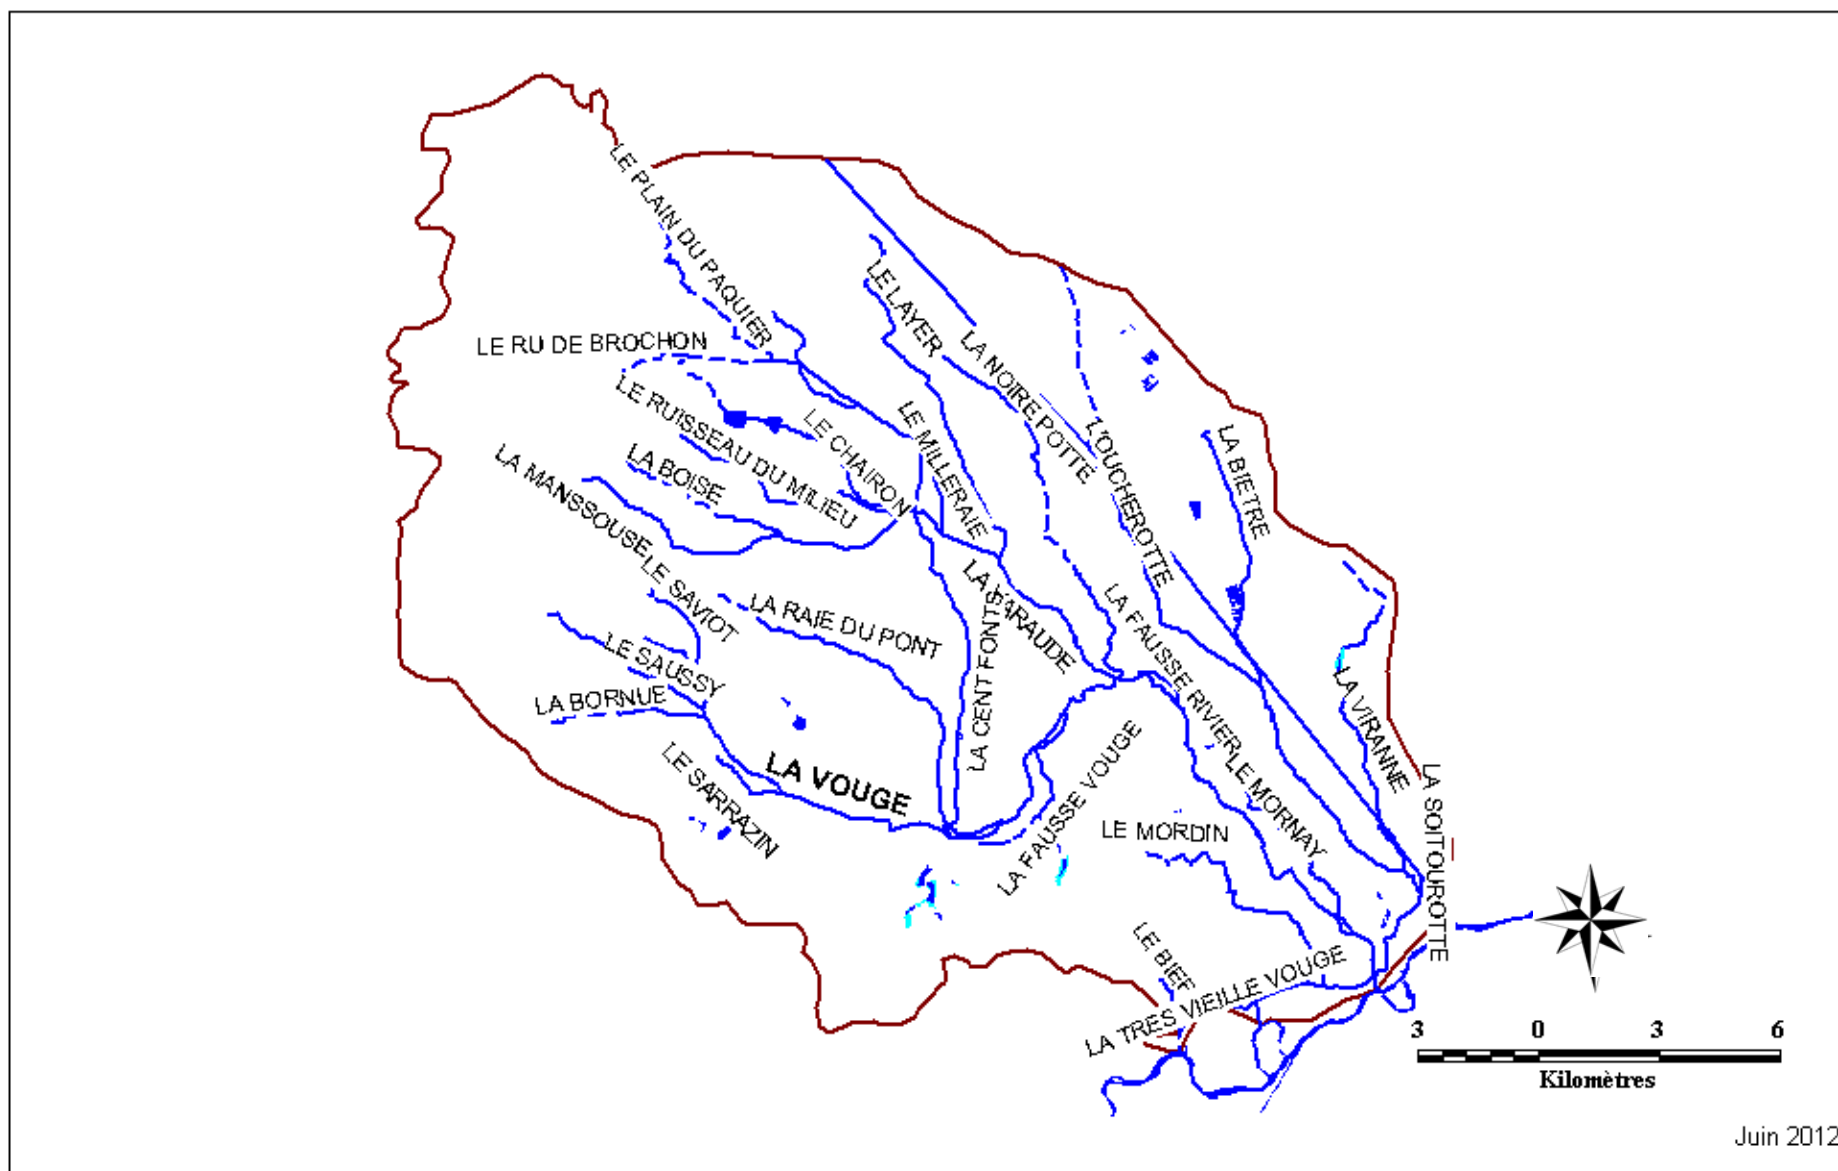 LE PLAIN DU PAQUIER
LE RU DE BROCHON
LE LAYER
LA NOIRE POTTE
LE RUISSEAU DU MILIEU
LE CHAIRON
LE MILLERAIE
L'OUCHEROTTE
LA BIETRE
LA BOISE
LA MANSSOUSE
LE SAVIOT
LA RAIE DU PONT
LA CENT FONTS
LA VARAUDE
LA FAUSSE RIVIER
LE SAUSSY
LA BORNUE
LE SARRAZIN
LA VOUGE
LA FAUSSE VOUGE
LE MORNAY
LE MORDIN
LA VIRANNE
LA SOITOUROTTE
LE BIEF
LA TRES VIEILLE VOUGE
3 0 3 6
Kilomètres
Juin 2012